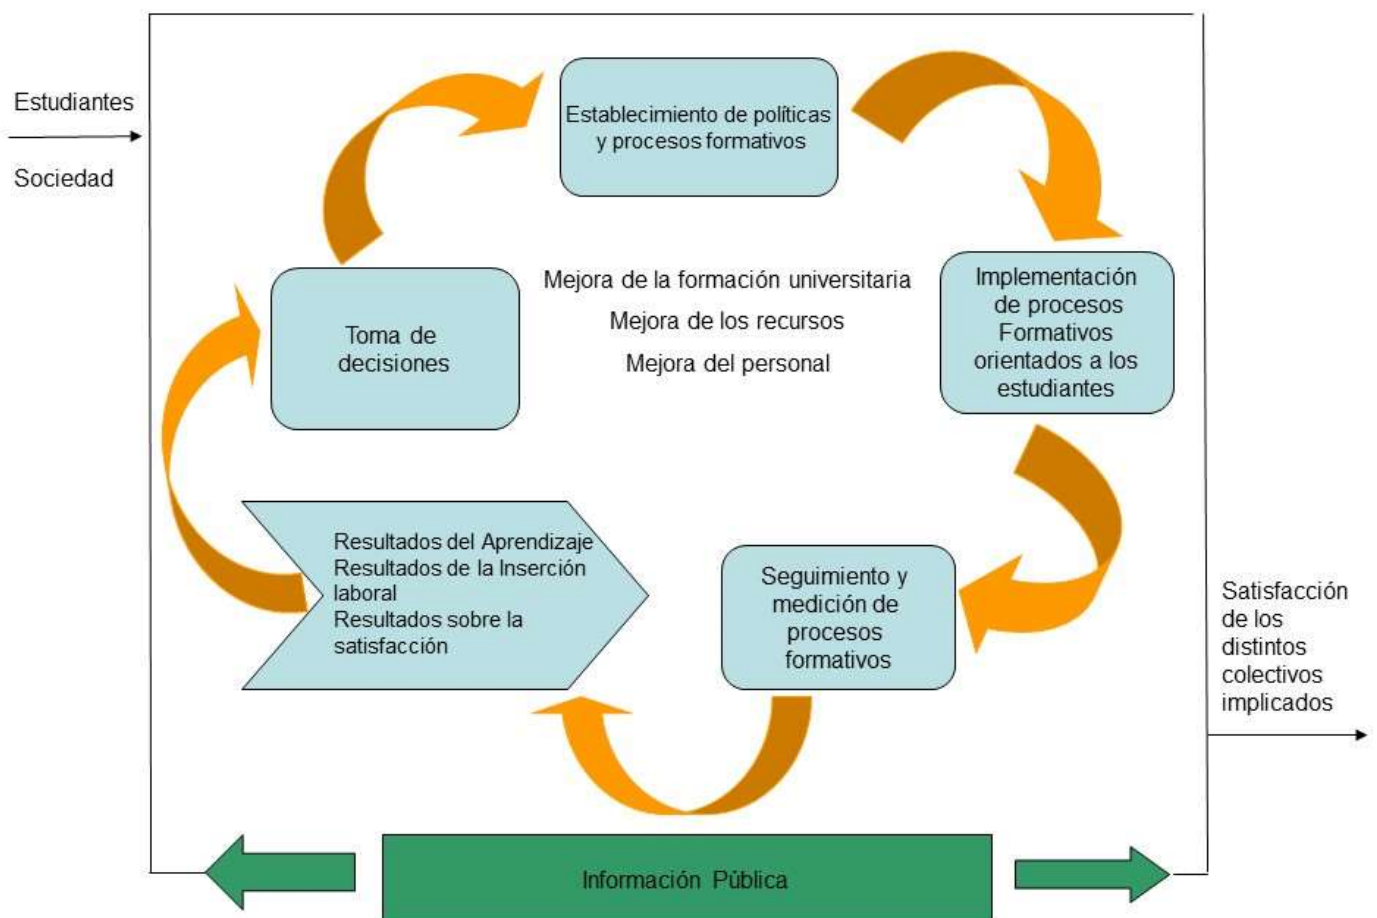 Estudiantes
Sociedad
Establecimiento de políticas
y procesos formativos
Toma de
decisiones
Mejora de la formación universitaria
Mejora de los recursos
Mejora del personal
Implementación
de procesos
Formativos
orientados a los
estudiantes
Resultados del Aprendizaje
Resultados de la Inserción
laboral
Resultados sobre la
satisfacción
Seguimiento y
medición de
procesos
formativos
Satisfacción
de los
distintos
colectivos
implicados
Información Pública